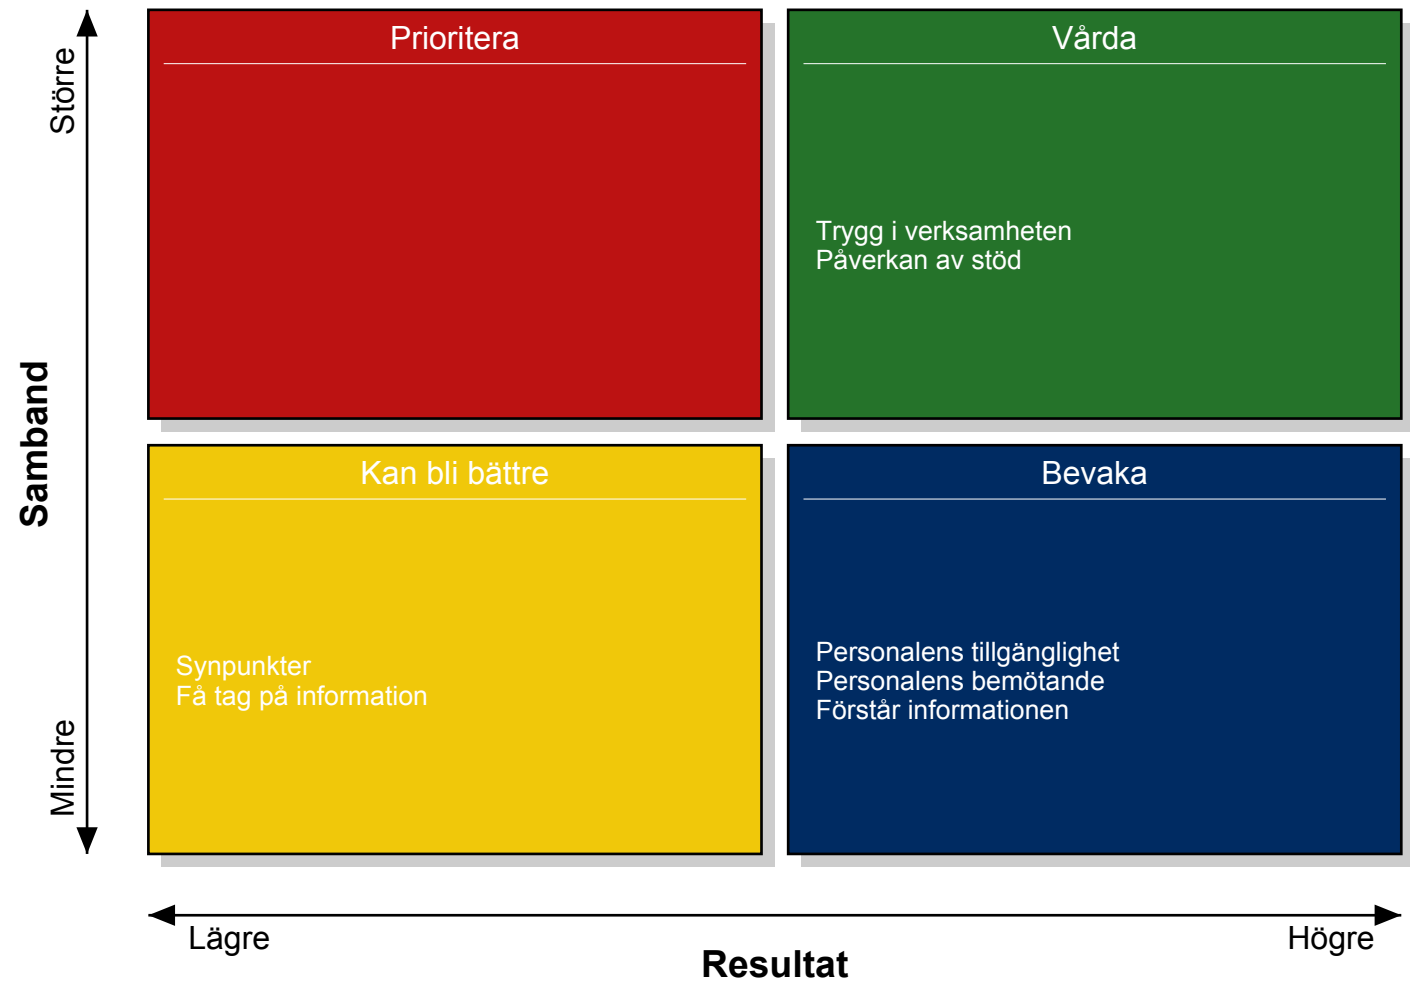 Större
Samband
Mindre
Prioritera
Vårda
Trygg i verksamheten
Påverkan av stöd
Kan bli bättre
Synpunkter
Få tag på information
Bevaka
Personalens tillgänglighet
Personalens bemötande
Förstår informationen
Lägre
Högre
Resultat